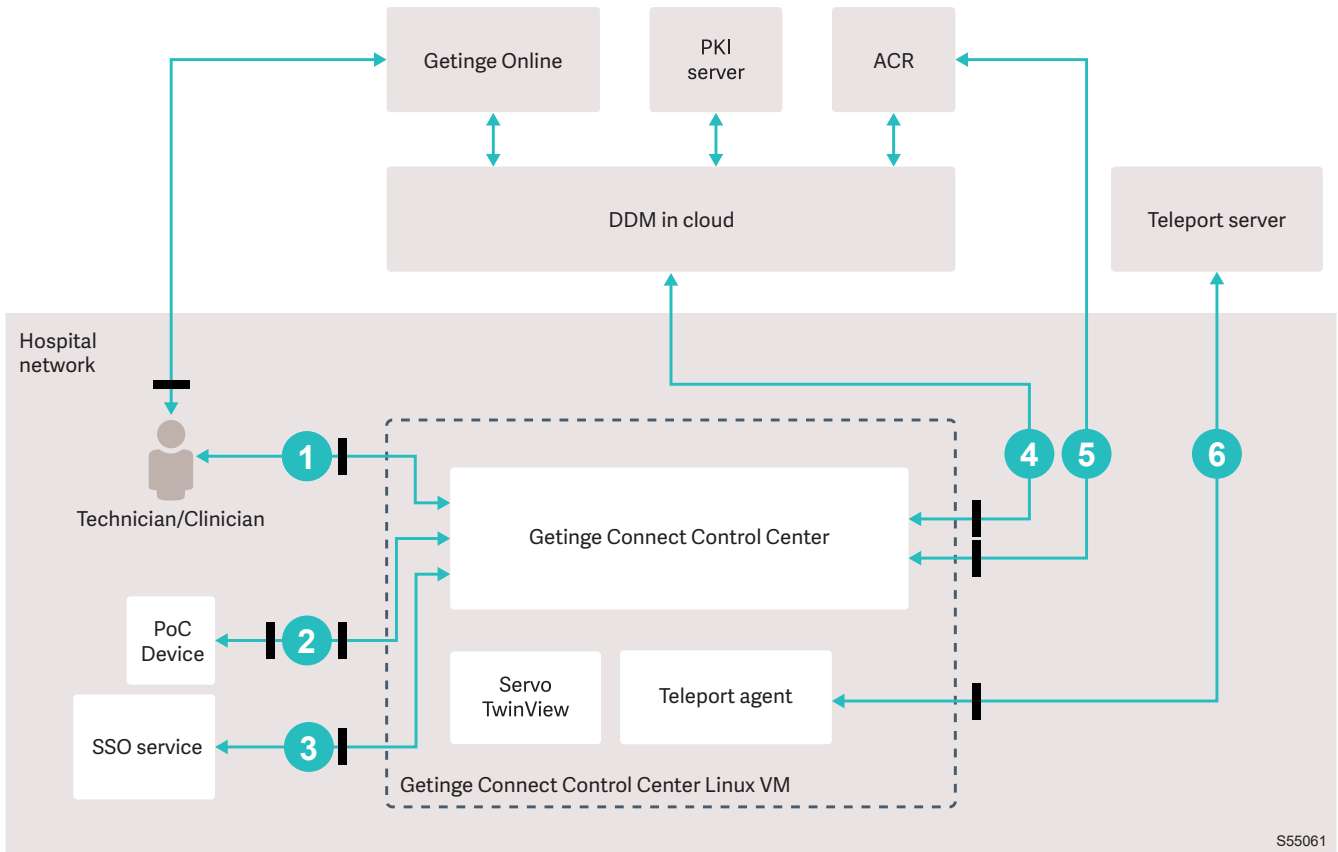 Getinge Online
PKI
server
ACR
DDM in cloud
Teleport server
Hospital
network
1
4
5
6
Technician/Clinician
Getinge Connect Control Center
PoC
Device
2
Servo
TwinView
Teleport agent
SSO service
3
Getinge Connect Control Center Linux VM
S55061